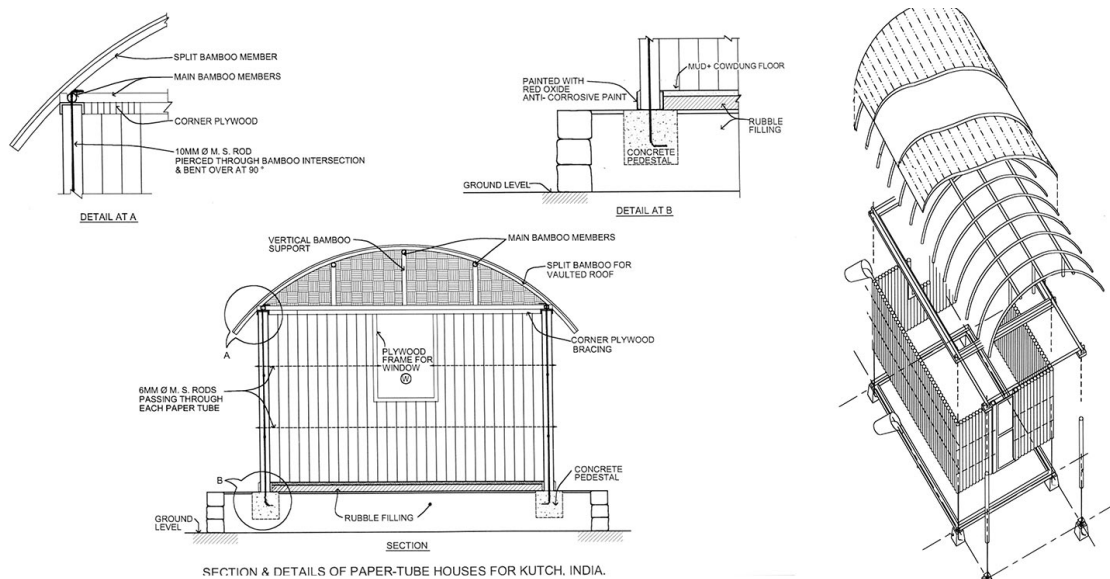 SPLIT BAMBOO MEMBER
MAIN BAMBOO MEMBERS
CORNER PLYWOOD
10MM Ø M. S. ROD
PIERCED THROUGH BAMBOO INTERSECTION
& BENT OVER AT 90 °
DETAIL AT A
MUD+ COWDUNG FLOOR
PAINTED WITH
RED OXIDE
ANTI- CORROSIVE PAINT
RUBBLE
FILLING
CONCRETE
PEDESTAL
GROUND LEVEL
DETAIL AT B
VERTICAL BAMBOO
SUPPORT
MAIN BAMBOO MEMBERS
SPLIT BAMBOO FOR
VAULTED ROOF
A
CORNER PLYWOOD
BRACING
PLYWOOD
FRAME FOR
WINDOW
W
6MM Ø M. S. RODS
PASSING THROUGH
EACH PAPER TUBE
B
CONCRETE
PEDESTAL
RUBBLE FILLING
GROUND
LEVEL
SECTION
SECTION & DETAILS OF PAPER-TUBE HOUSES FOR KUTCH, INDIA.